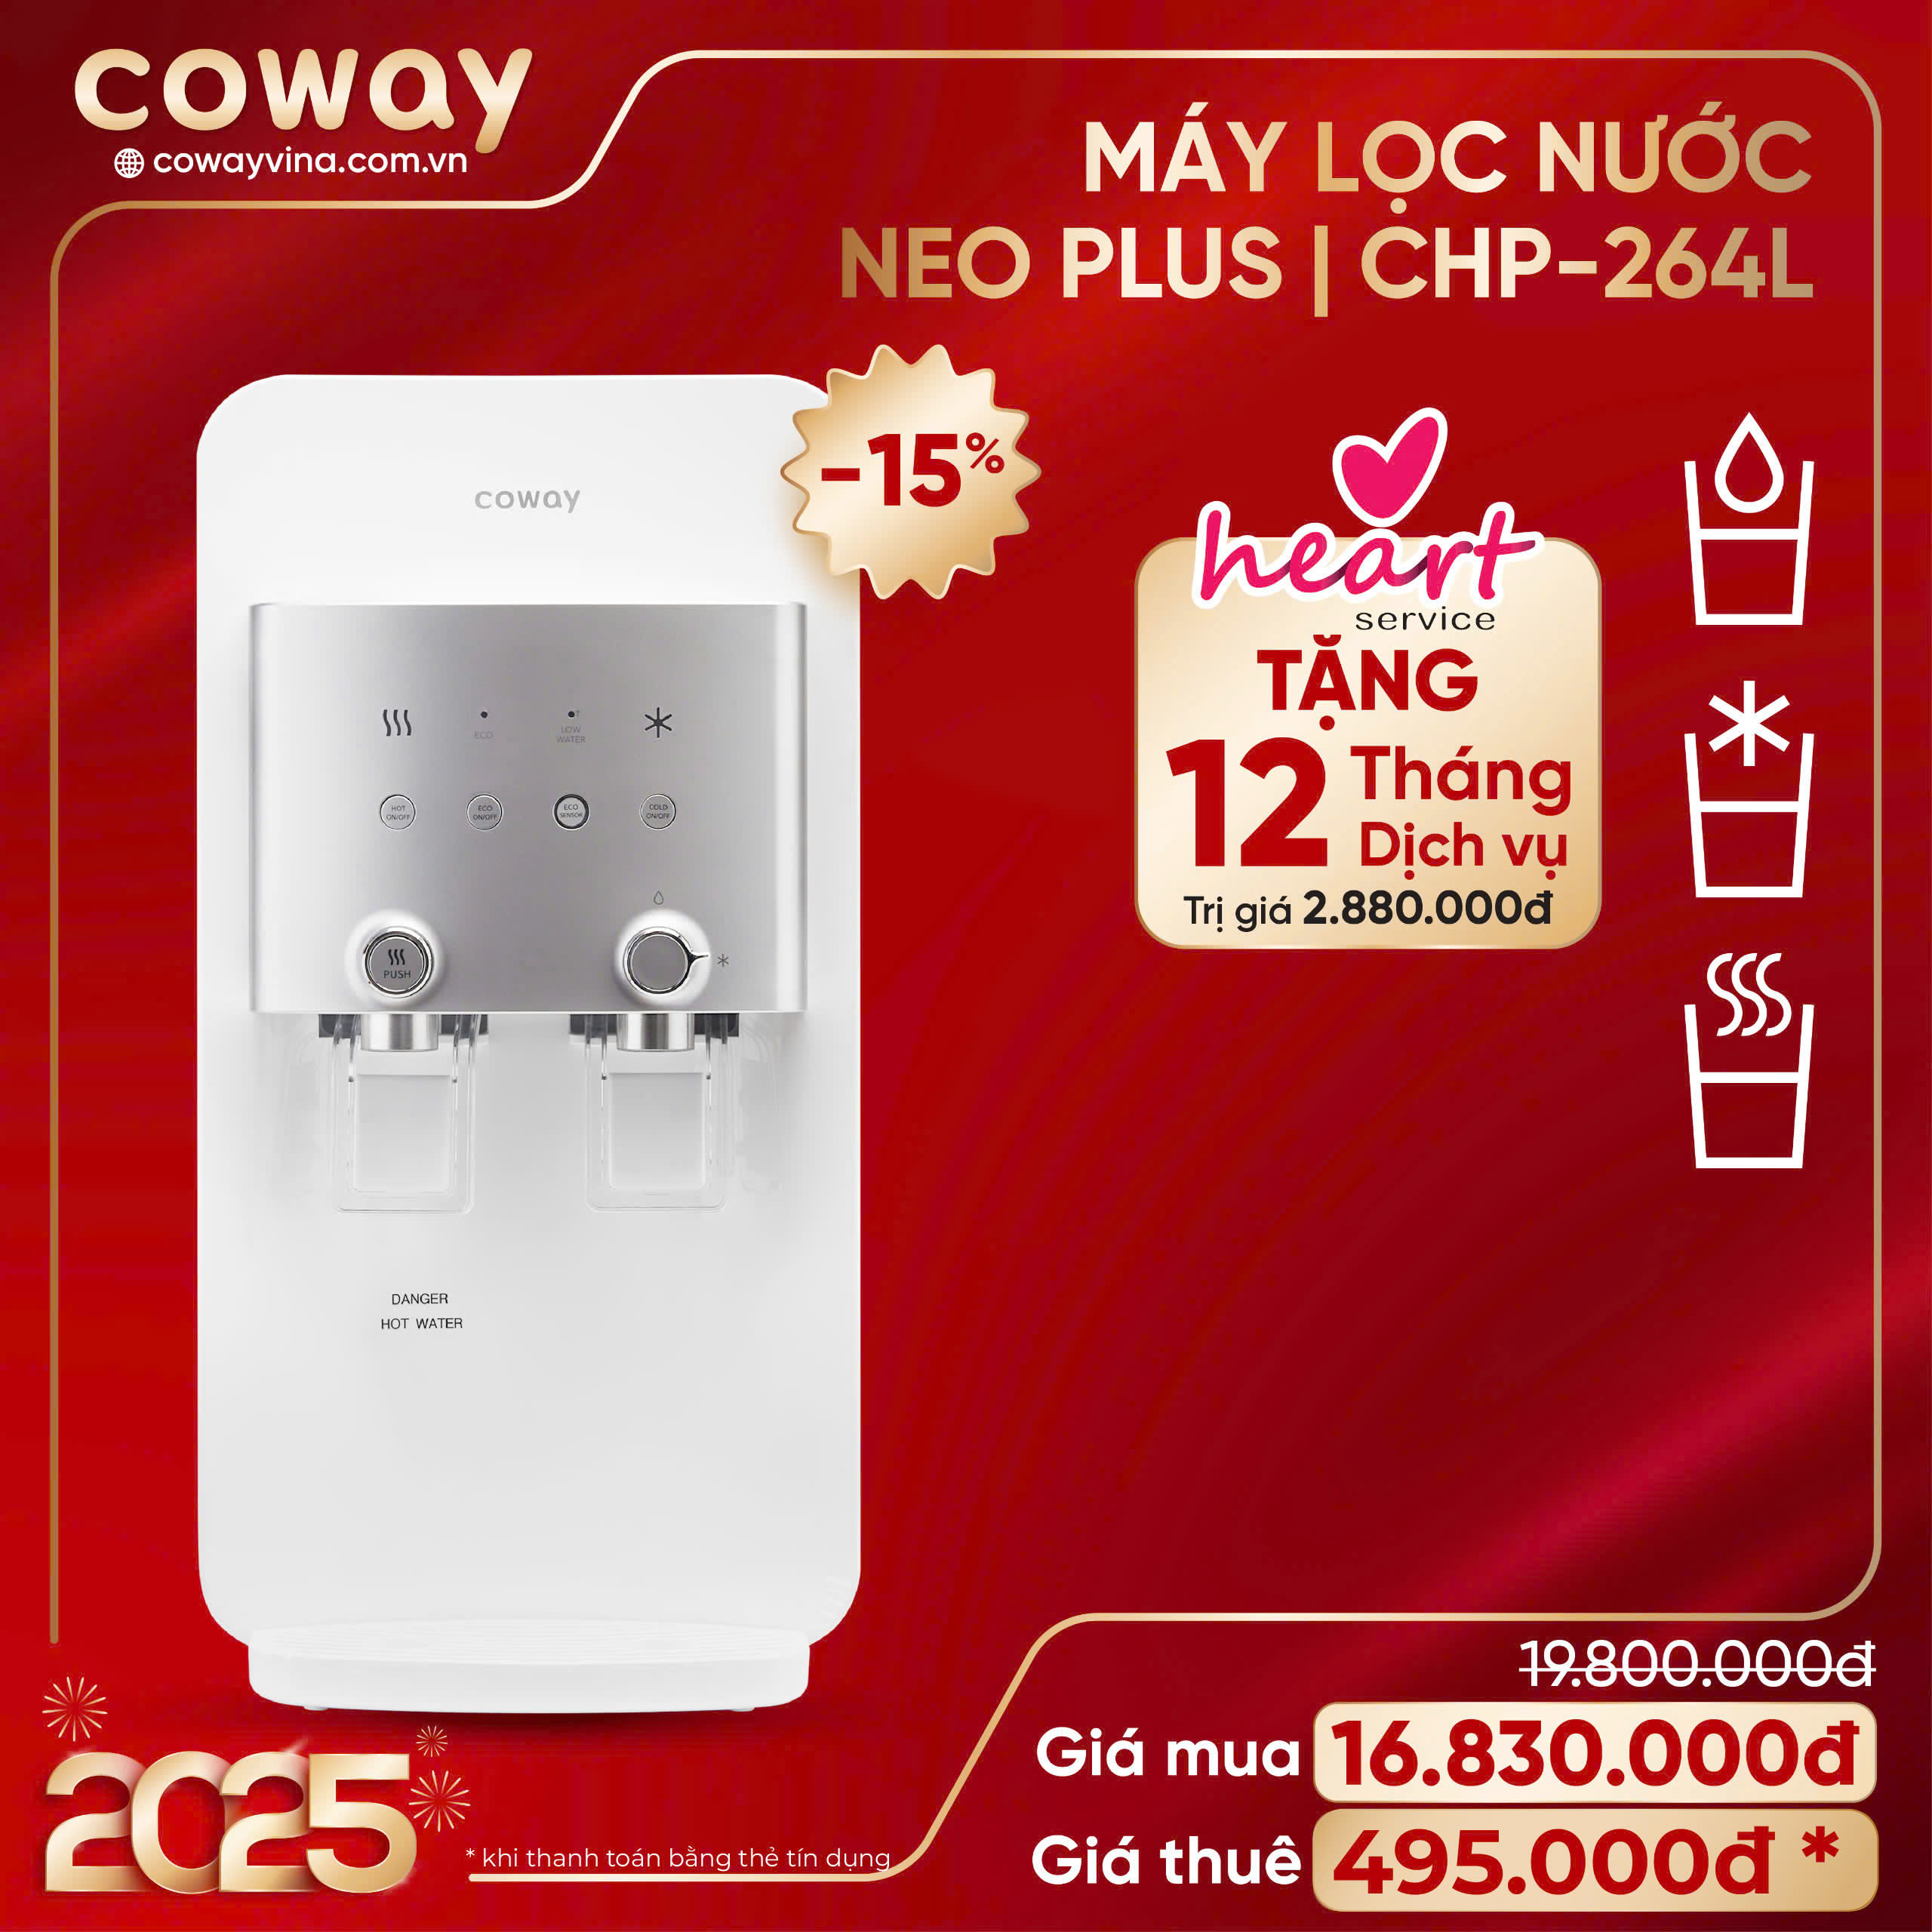 coway
cowayvina.com.vn
MÁY LỌC NƯỚC
NEO PLUS | CHP-264L
-15%
coway
heart
service
TẶNG
12 Tháng
Dịch vụ
Trị giá 2.880.000đ
ECO
LOW
WATER
HOT
ON/OFF
ECO
ON/OFF
ECO
SENSOR
COLD
ON/OFF
PUSH
DANGER
HOT WATER
19.800.000đ
Giá mua 16.830.000đ
Giá thuê 495.000đ *
2025
* khi thanh toán bằng thẻ tín dụng